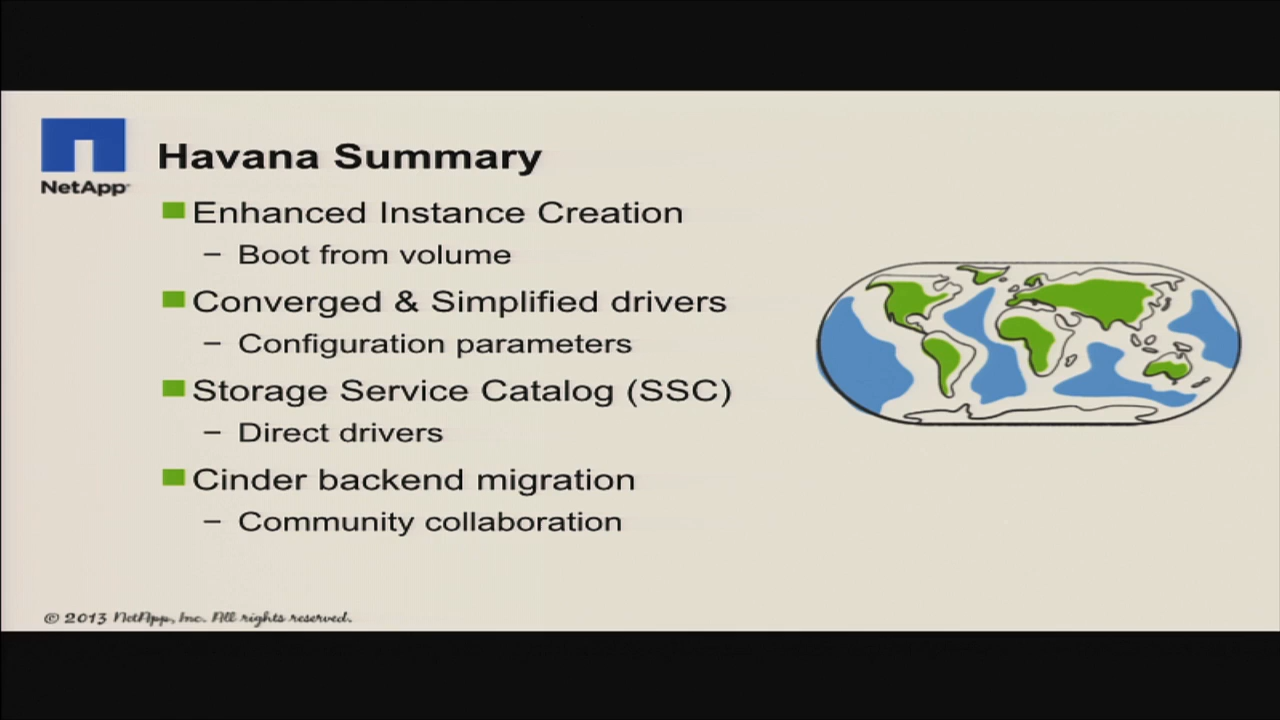 NetApp
Havana Summary
Enhanced Instance Creation
– Boot from volume
Converged & Simplified drivers
– Configuration parameters
Storage Service Catalog (SSC)
– Direct drivers
Cinder backend migration
– Community collaboration
© 2013 NetApp, Inc. All rights reserved.